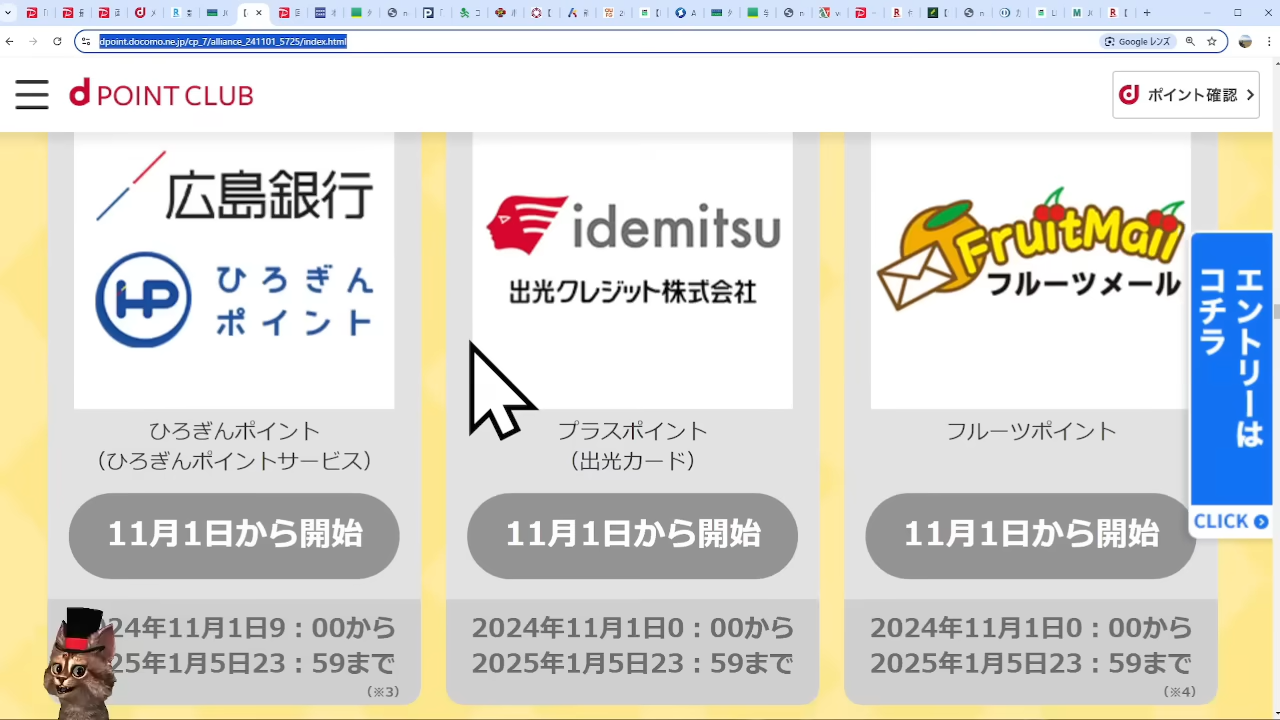 dpoint.docomo.ne.jp/cp_7/alliance_241101_5725/index.html
Google レンズ
d POINT CLUB
ポイント確認
広島銀行
HP
ひろぎん
ポイント
idemitsu
出光クレジット株式会社
FruitMail
フルーツメール
エントリーは
コチラ
CLICK
ひろぎんポイント
（ひろぎんポイントサービス）
プラスポイント
（出光カード）
フルーツポイント
11月1日から開始
11月1日から開始
11月1日から開始
24年11月1日9：00から
25年1月5日23：59まで
（※3）
2024年11月1日0：00から
2025年1月5日23：59まで
2024年11月1日0：00から
2025年1月5日23：59まで
（※4）